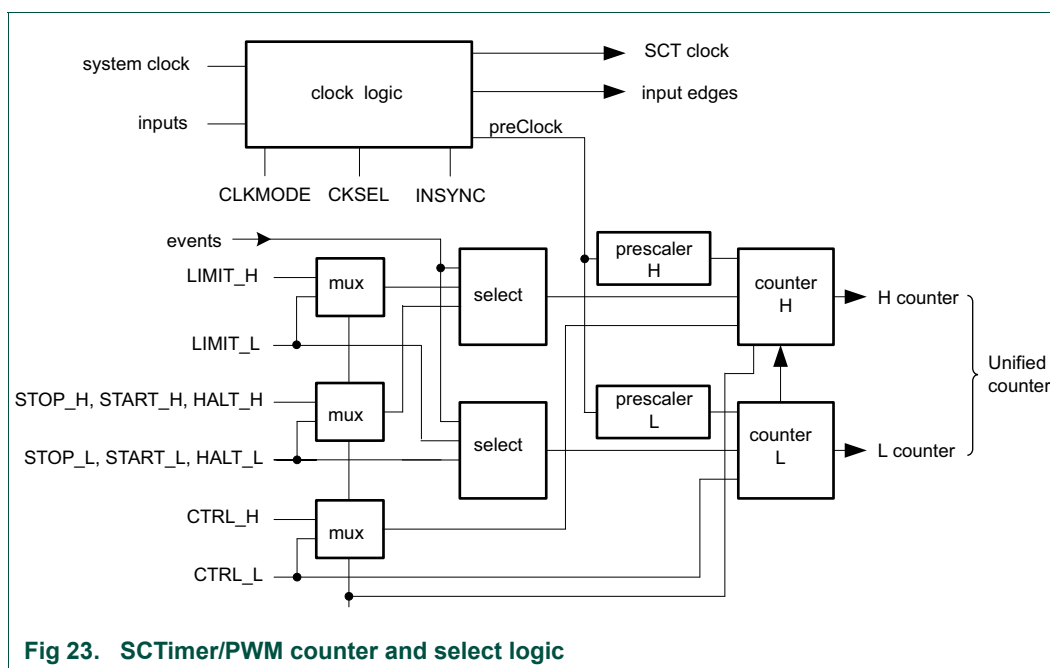 system clock
inputs
clock logic
SCT clock
input edges
preClock
CLKMODE
CKSEL
INSYNC
events
LIMIT_H
mux
LIMIT_L
select
prescaler
H
counter
H
H counter
STOP_H, START_H, HALT_H
mux
STOP_L, START_L, HALT_L
select
prescaler
L
counter
L
L counter
Unified
counter
CTRL_H
mux
CTRL_L
Fig 23. SCTimer/PWM counter and select logic